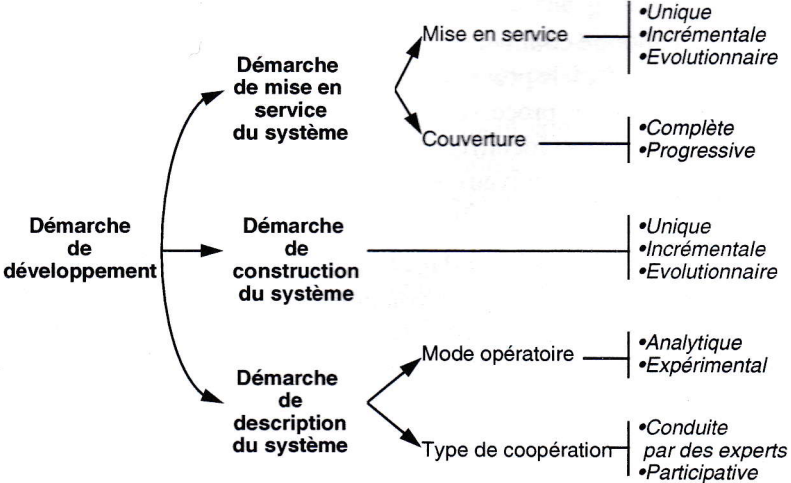 Démarche
de
développement
Démarche
de mise en
service
du système
Mise en service
•Unique
•Incrémentale
•Evolutionnaire
Couverture
•Complète
•Progressive
Démarche
de
construction
du système
•Unique
•Incrémentale
•Evolutionnaire
Démarche
de
description
du système
Mode opératoire
•Analytique
•Expérimental
Type de coopération
•Conduite
par des experts
•Participative